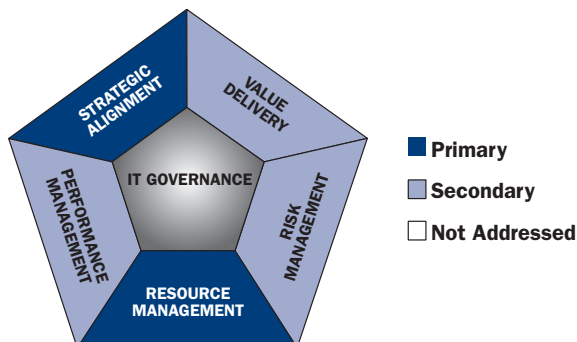 STRATEGIC
ALIGNMENT
VALUE
DELIVERY
PERFORMANCE
MANAGEMENT
IT GOVERNANCE
RISK
MANAGEMENT
RESOURCE
MANAGEMENT
Primary
Secondary
Not Addressed